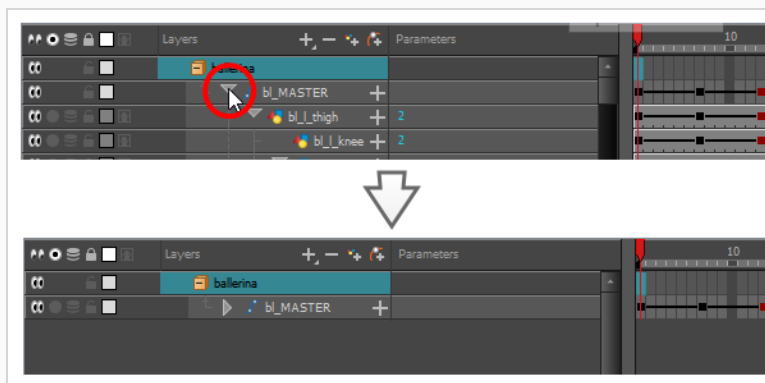 Layers Parameters 10
ballerina
bl_MASTER
bl_l_thigh 2
bl_l_knee 2
Layers Parameters 10
ballerina
bl_MASTER